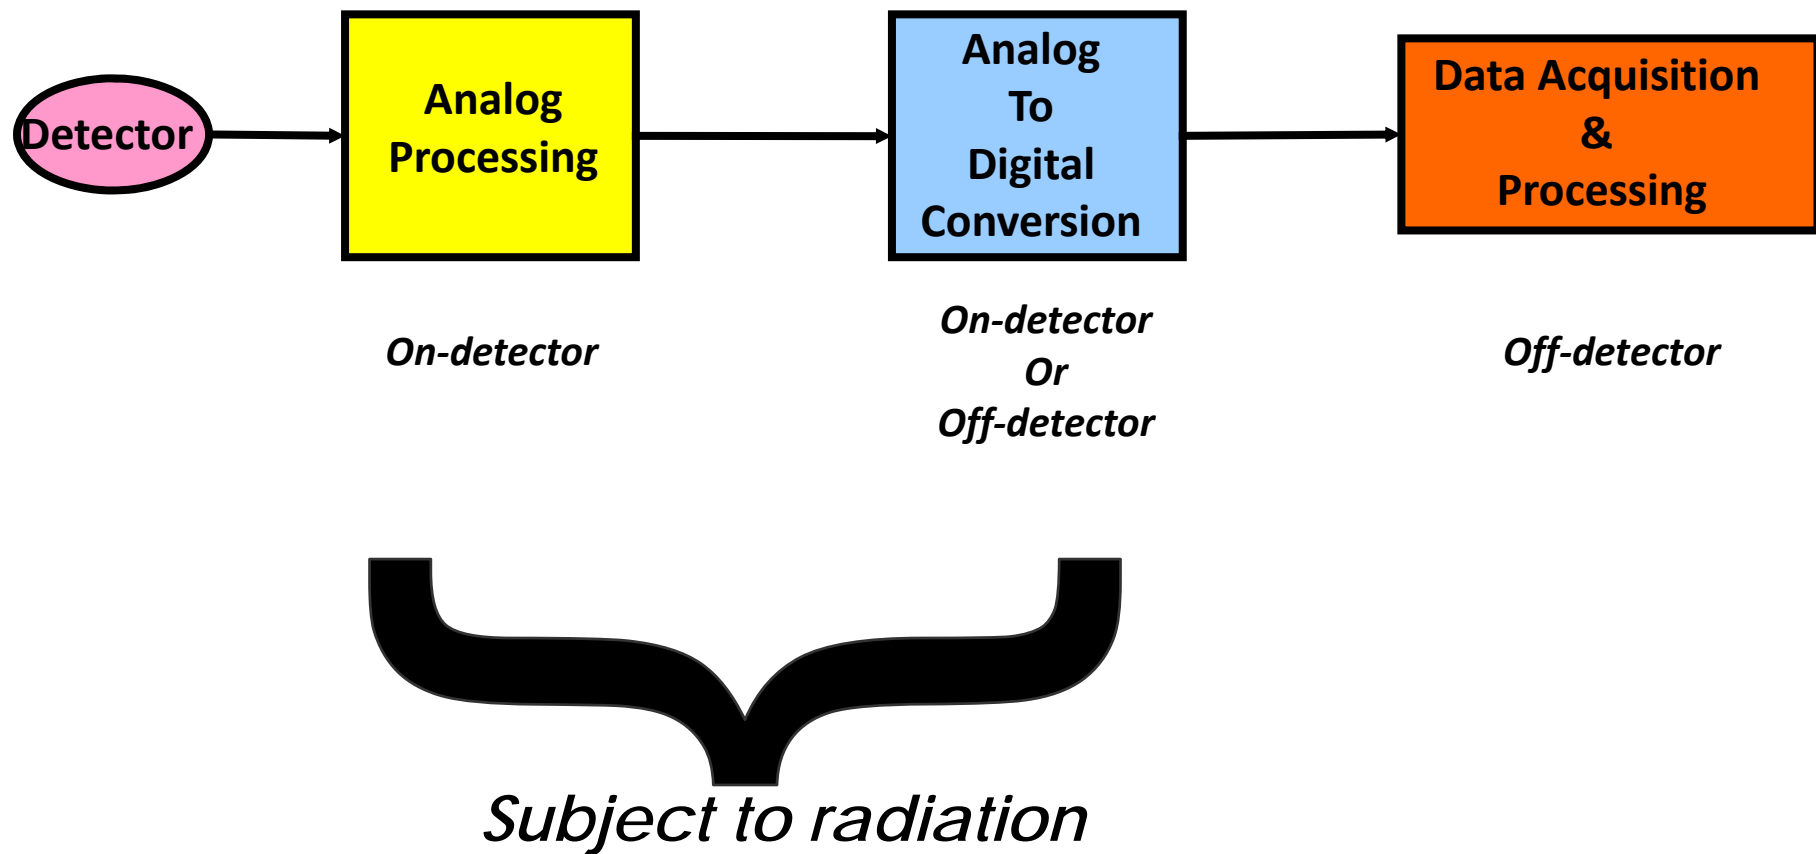 Detector
Analog
Processing
Analog
To
Digital
Conversion
Data Acquisition
&
Processing
On-detector
On-detector
Or
Off-detector
Off-detector
Subject to radiation